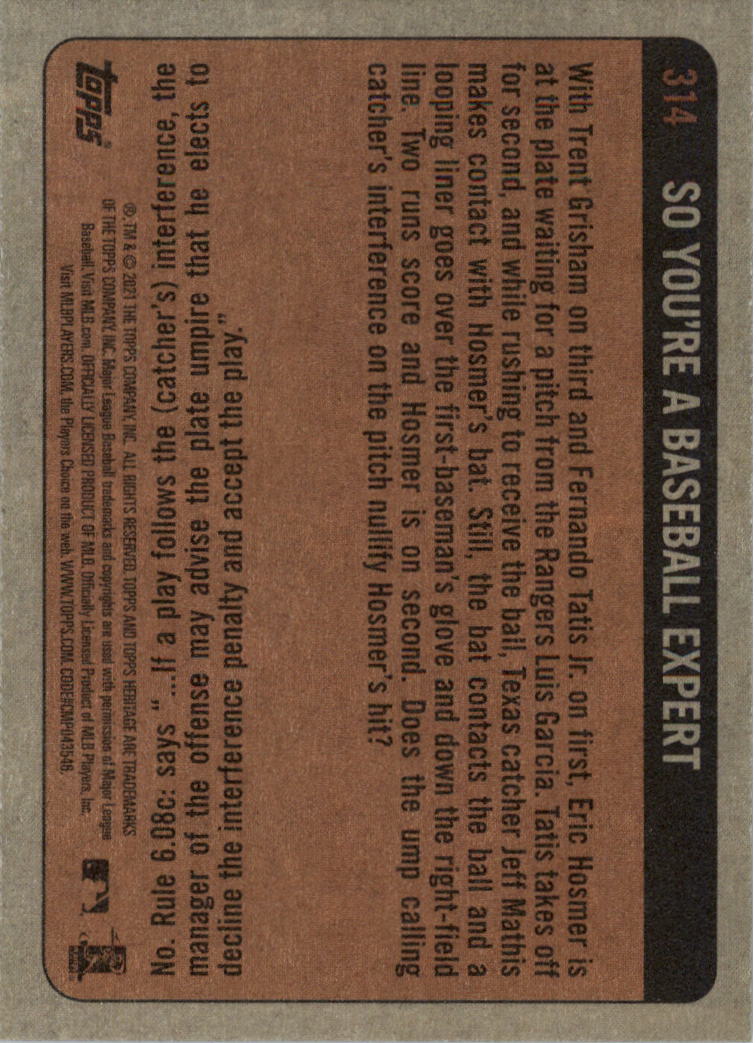 314 SO YOU'RE A BASEBALL EXPERT
With Trent Grisham on third and Fernando Tatis Jr. on first, Eric Hosmer is
at the plate waiting for a pitch from the Rangers Luis Garcia. Tatis takes off
for second, and while rushing to receive the ball, Texas catcher Jeff Mathis
makes contact with Hosmer's bat. Still, the bat contacts the ball and a
looping liner goes over the first-baseman's glove and down the right-field
line. Two runs score and Hosmer is on second. Does the ump calling
catcher's interference on the pitch nullify Hosmer's hit?
No. Rule 6.08c: says "...If a play follows the (catcher's) interference, the
manager of the offense may advise the plate umpire that he elects to
decline the interference penalty and accept the play."
topps®
®, TM & © 2021 THE TOPPS COMPANY, INC. ALL RIGHTS RESERVED. TOPPS AND TOPPS HERITAGE ARE TRADEMARKS
OF THE TOPPS COMPANY, INC. Major League Baseball trademarks and copyrights are used with permission of Major League
Baseball. Visit MLB.com. OFFICIALLY LICENSED PRODUCT OF MLB. Officially Licensed Product of MLB Players, Inc.
Visit MLBPLAYERS.COM, the Players Choice on the web. WWW.TOPPS.COM. CODE#CMP043548.